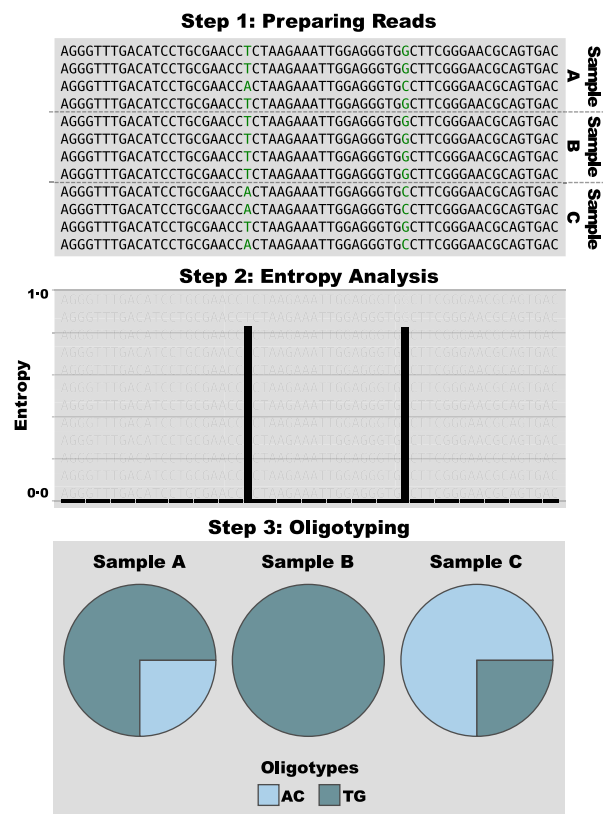 Step 1: Preparing Reads
AGGGTTTGACATCCTGCGAACCTCTAAGAAATTGGAGGGTGGCTTCGGGAACGCAGTGAC
AGGGTTTGACATCCTGCGAACCTCTAAGAAATTGGAGGGTGGCTTCGGGAACGCAGTGAC
AGGGTTTGACATCCTGCGAACCACTAAGAAATTGGAGGGTGCCTTCGGGAACGCAGTGAC
AGGGTTTGACATCCTGCGAACCTCTAAGAAATTGGAGGGTGGCTTCGGGAACGCAGTGAC
Sample A
AGGGTTTGACATCCTGCGAACCTCTAAGAAATTGGAGGGTGGCTTCGGGAACGCAGTGAC
AGGGTTTGACATCCTGCGAACCTCTAAGAAATTGGAGGGTGGCTTCGGGAACGCAGTGAC
AGGGTTTGACATCCTGCGAACCTCTAAGAAATTGGAGGGTGGCTTCGGGAACGCAGTGAC
AGGGTTTGACATCCTGCGAACCTCTAAGAAATTGGAGGGTGGCTTCGGGAACGCAGTGAC
Sample B
AGGGTTTGACATCCTGCGAACCACTAAGAAATTGGAGGGTGCCTTCGGGAACGCAGTGAC
AGGGTTTGACATCCTGCGAACCACTAAGAAATTGGAGGGTGCCTTCGGGAACGCAGTGAC
AGGGTTTGACATCCTGCGAACCTCTAAGAAATTGGAGGGTGGCTTCGGGAACGCAGTGAC
AGGGTTTGACATCCTGCGAACCACTAAGAAATTGGAGGGTGCCTTCGGGAACGCAGTGAC
Sample C
Step 2: Entropy Analysis
1·0
Entropy
0·0
Step 3: Oligotyping
Sample A Sample B Sample C
Oligotypes
AC TG